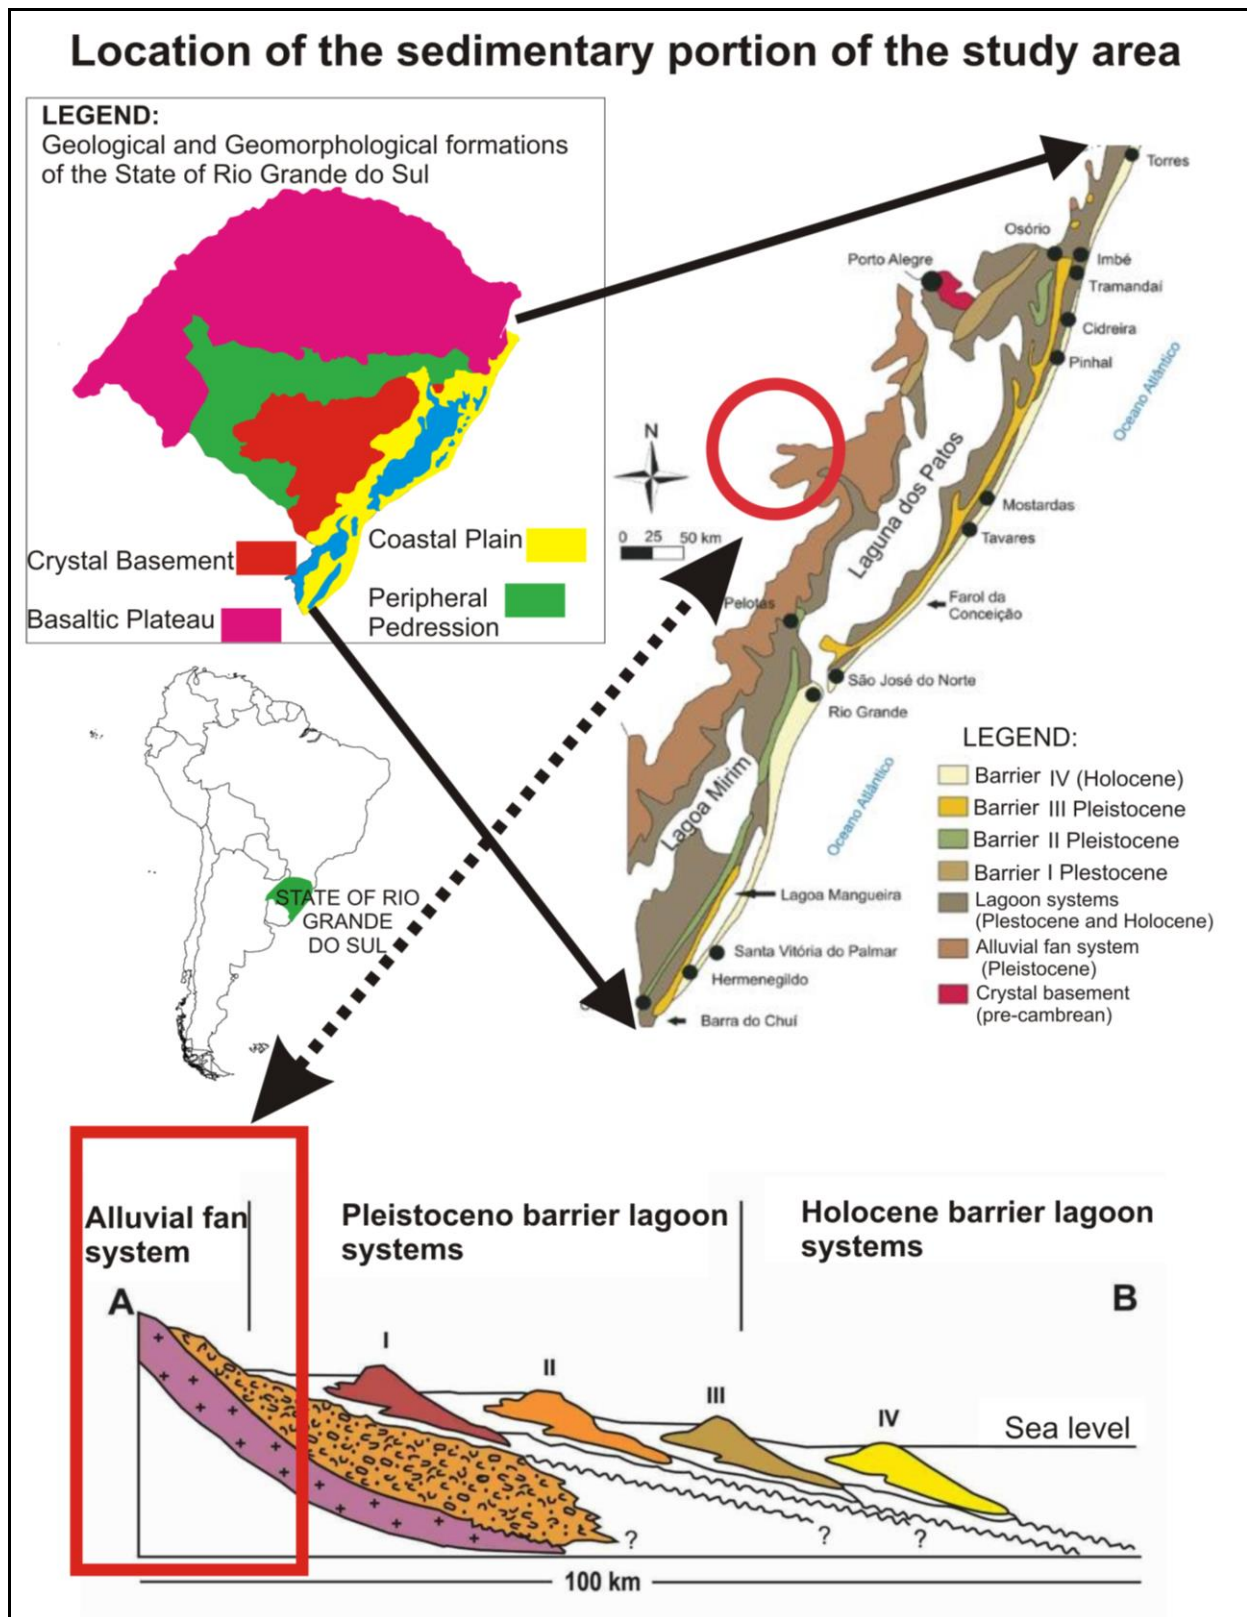 Location of the sedimentary portion of the study area
LEGEND:
Geological and Geomorphological formations
of the State of Rio Grande do Sul
Crystal Basement
Coastal Plain
Basaltic Plateau
Peripheral
Pedression
STATE OF RIO
GRANDE
DO SUL
Torres
Osório
Imbé
Porto Alegre
Tramandaí
Cidreira
Pinhal
Oceano Atlântico
N
0 25 50 km
Laguna dos Patos
Mostardas
Tavares
Farol da
Conceição
Pelotas
São José do Norte
Rio Grande
Lagoa Mirim
Oceano Atlântico
Lagoa Mangueira
Santa Vitória do Palmar
Hermenegildo
Barra do Chuí
LEGEND:
Barrier IV (Holocene)
Barrier III Pleistocene
Barrier II Pleistocene
Barrier I Plestocene
Lagoon systems
(Plestocene and Holocene)
Alluvial fan system
(Pleistocene)
Crystal basement
(pre-cambrean)
Alluvial fan
system
Pleistoceno barrier lagoon
systems
Holocene barrier lagoon
systems
A
B
I
II
III
IV
Sea level
?
?
?
100 km